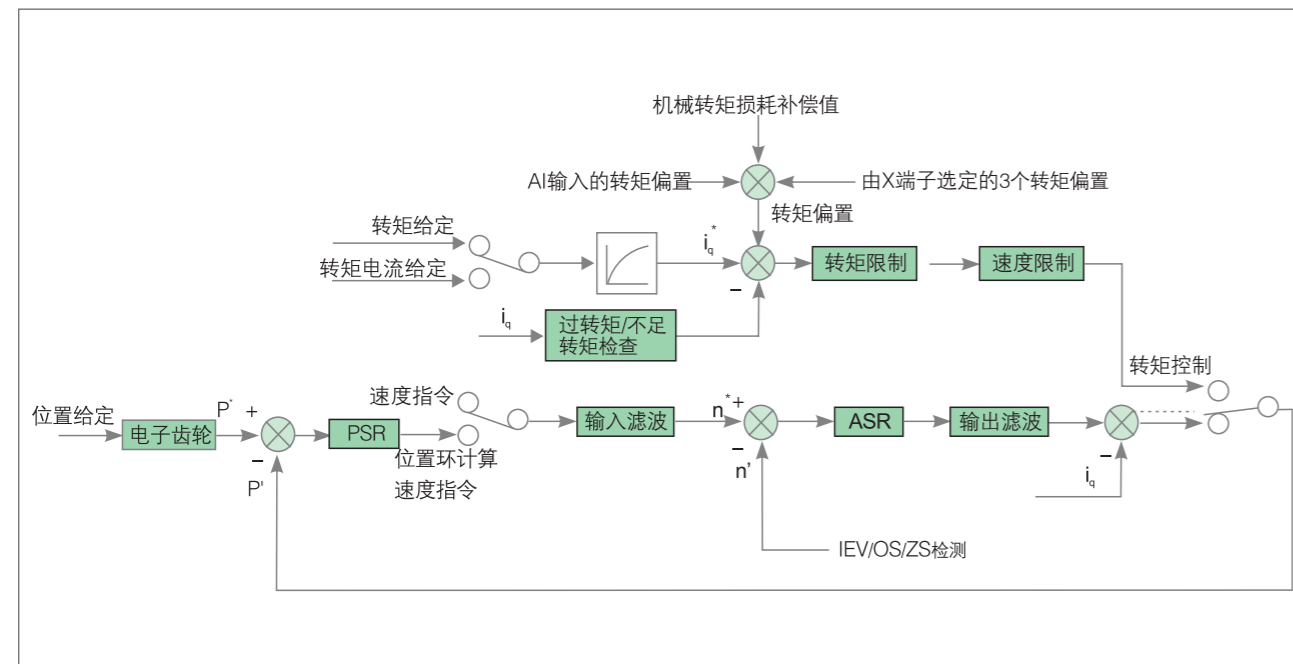 机械转矩损耗补偿值
AI输入的转矩偏置
由X端子选定的3个转矩偏置
转矩偏置
转矩给定
转矩电流给定
i_q^*
−
转矩限制
速度限制
i_q
过转矩/不足
转矩检查
转矩控制
位置给定
电子齿轮
P^* +
−
P'
PSR
速度指令
位置环计算
速度指令
输入滤波
n^*+
−
n'
ASR
输出滤波
−
i_q
IEV/OS/ZS检测